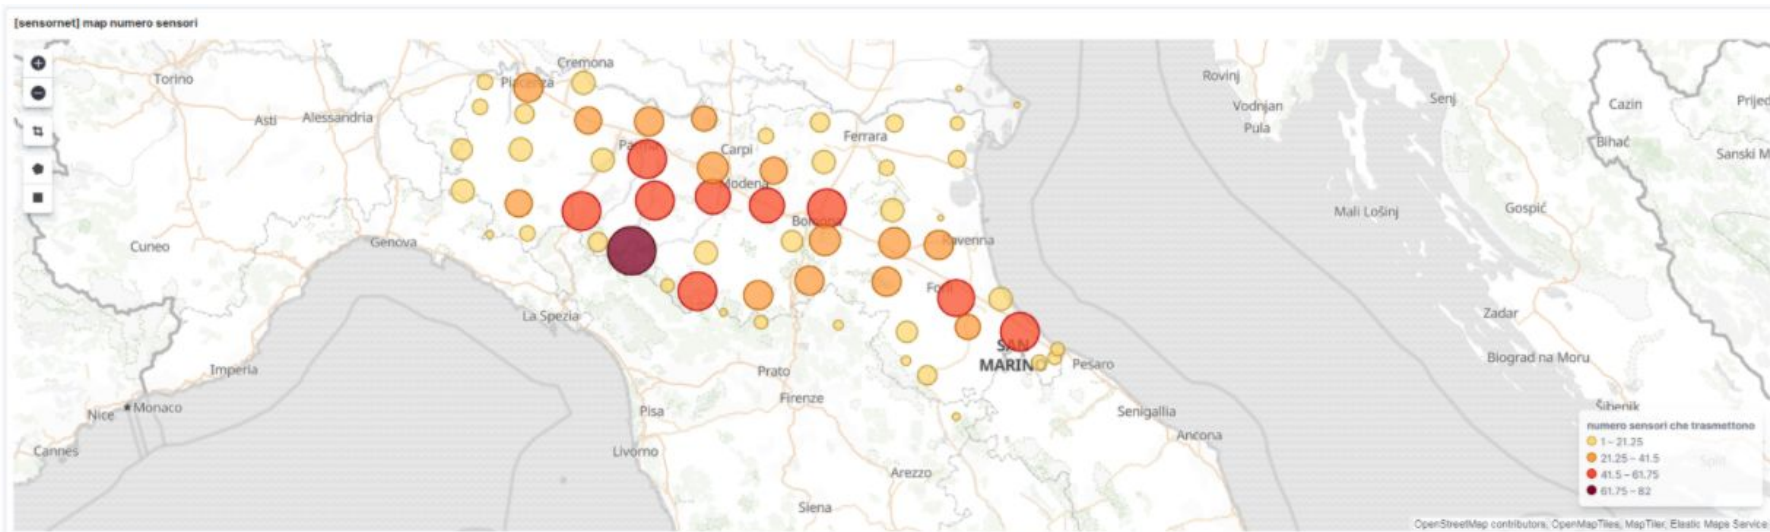 [sensornet] map numero sensori
Cremona
Torino
Piacenza
Rovinj
Senj
Cazin
Vodnjan
Asti
Alessandria
Pula
Ferrara
Bihać
Carpi
Sanski M
Modena
Mali Lošinj
Gospić
Cuneo
Genova
Ravenna
La Spezia
Zadar
SAN
MARINO
Pesaro
Biograd na Moru
Imperia
Prato
Firenze
Nice
Monaco
Pisa
Senigallia
Šibenik
Ancona
Cannes
Livorno
Arezzo
Siena
numero sensori che trasmettono
1 – 21.25
21.25 – 41.5
41.5 – 61.75
61.75 – 82
OpenStreetMap contributors, OpenMapTiles, MapTiler, Elastic Maps Service